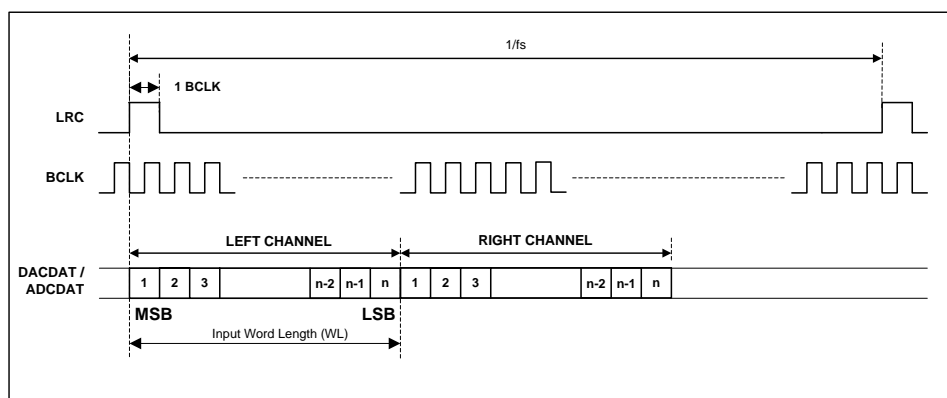 1/fs
1 BCLK
LRC
BCLK
LEFT CHANNEL RIGHT CHANNEL
DACDAT /
ADCDAT
1 2 3 n-2 n-1 n 1 2 3 n-2 n-1 n
MSB LSB
Input Word Length (WL)